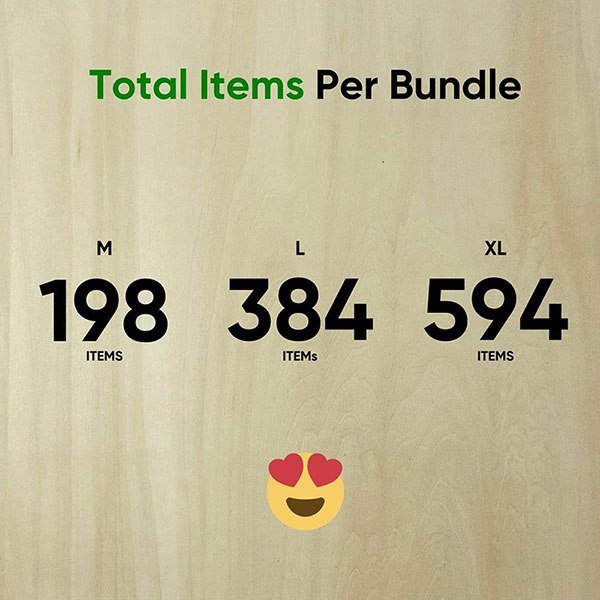 Total Items Per Bundle
M
198
ITEMS
L
384
ITEMs
XL
594
ITEMS